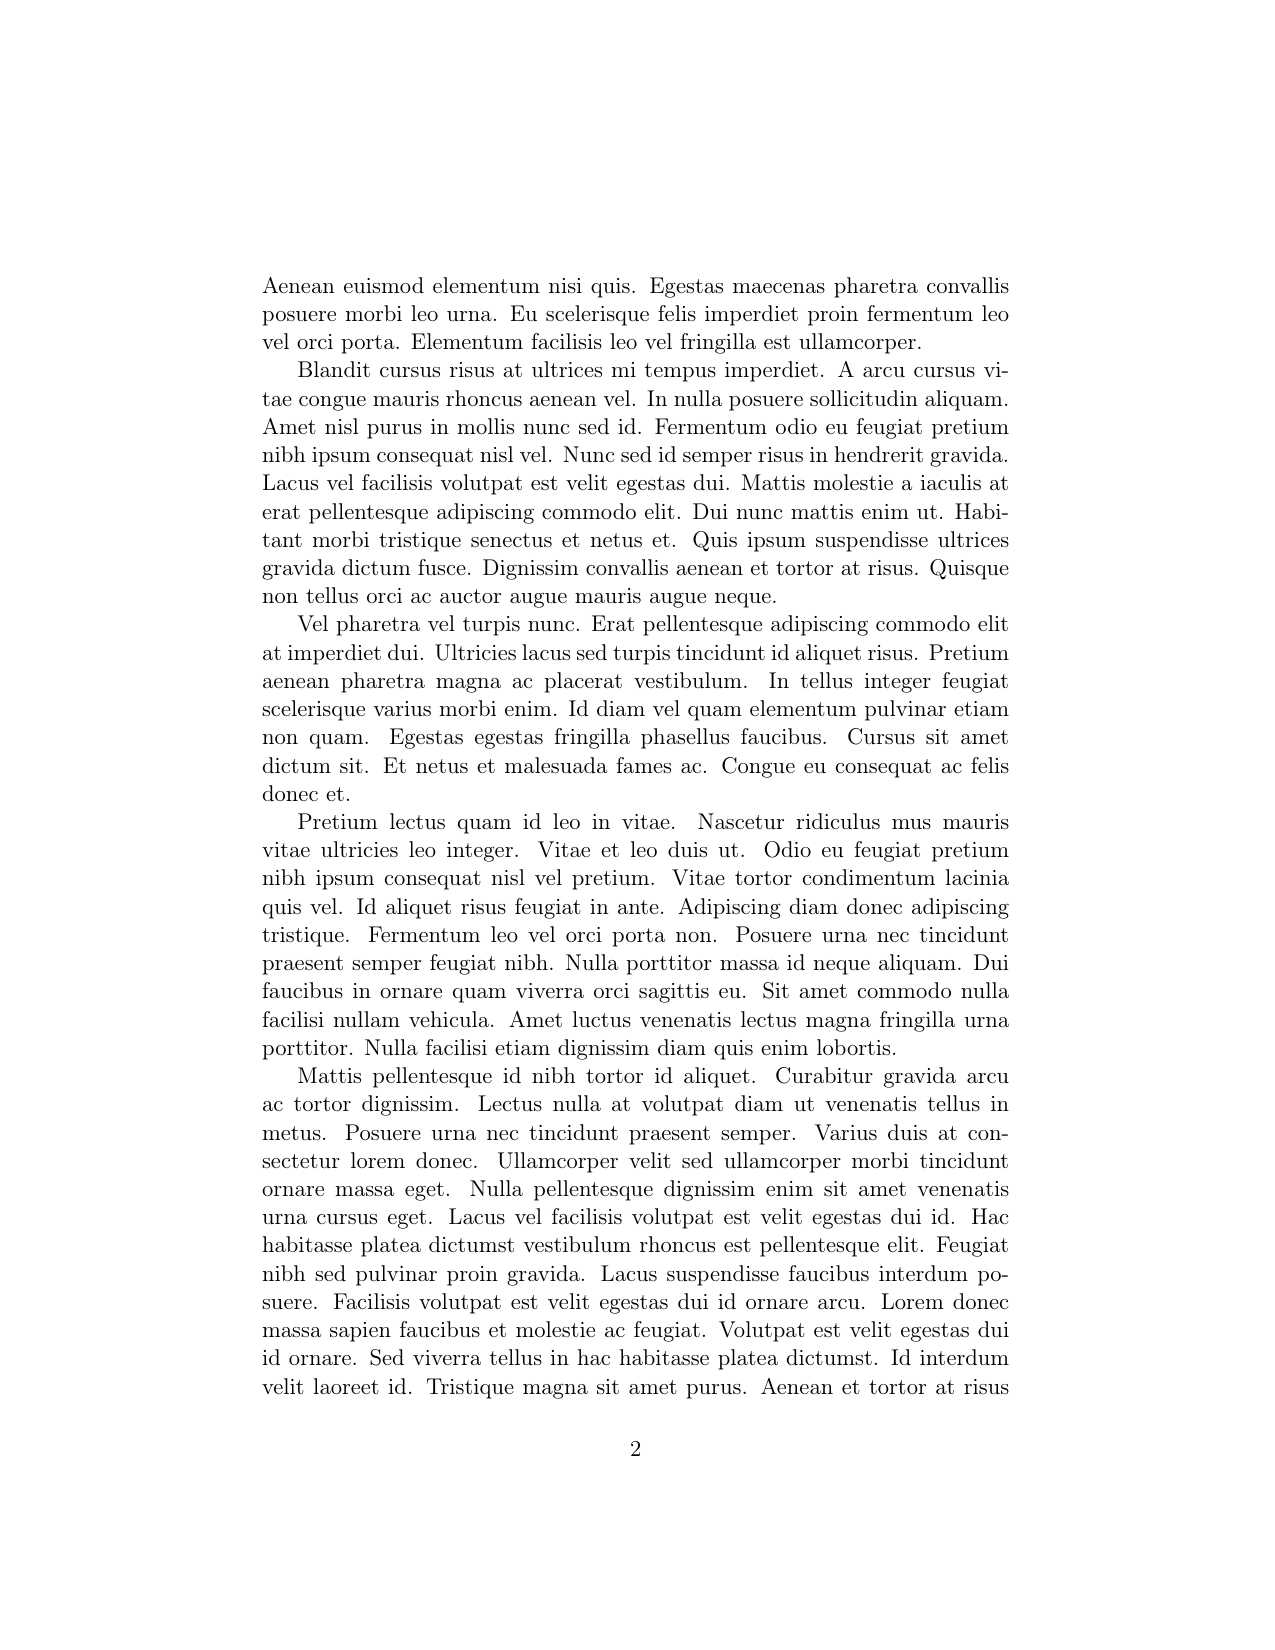 Aenean euismod elementum nisi quis. Egestas maecenas pharetra convallis
posuere morbi leo urna. Eu scelerisque felis imperdiet proin fermentum leo
vel orci porta. Elementum facilisis leo vel fringilla est ullamcorper.
Blandit cursus risus at ultrices mi tempus imperdiet. A arcu cursus vi-
tae congue mauris rhoncus aenean vel. In nulla posuere sollicitudin aliquam.
Amet nisl purus in mollis nunc sed id. Fermentum odio eu feugiat pretium
nibh ipsum consequat nisl vel. Nunc sed id semper risus in hendrerit gravida.
Lacus vel facilisis volutpat est velit egestas dui. Mattis molestie a iaculis at
erat pellentesque adipiscing commodo elit. Dui nunc mattis enim ut. Habi-
tant morbi tristique senectus et netus et. Quis ipsum suspendisse ultrices
gravida dictum fusce. Dignissim convallis aenean et tortor at risus. Quisque
non tellus orci ac auctor augue mauris augue neque.
Vel pharetra vel turpis nunc. Erat pellentesque adipiscing commodo elit
at imperdiet dui. Ultricies lacus sed turpis tincidunt id aliquet risus. Pretium
aenean pharetra magna ac placerat vestibulum. In tellus integer feugiat
scelerisque varius morbi enim. Id diam vel quam elementum pulvinar etiam
non quam. Egestas egestas fringilla phasellus faucibus. Cursus sit amet
dictum sit. Et netus et malesuada fames ac. Congue eu consequat ac felis
donec et.
Pretium lectus quam id leo in vitae. Nascetur ridiculus mus mauris
vitae ultricies leo integer. Vitae et leo duis ut. Odio eu feugiat pretium
nibh ipsum consequat nisl vel pretium. Vitae tortor condimentum lacinia
quis vel. Id aliquet risus feugiat in ante. Adipiscing diam donec adipiscing
tristique. Fermentum leo vel orci porta non. Posuere urna nec tincidunt
praesent semper feugiat nibh. Nulla porttitor massa id neque aliquam. Dui
faucibus in ornare quam viverra orci sagittis eu. Sit amet commodo nulla
facilisi nullam vehicula. Amet luctus venenatis lectus magna fringilla urna
porttitor. Nulla facilisi etiam dignissim diam quis enim lobortis.
Mattis pellentesque id nibh tortor id aliquet. Curabitur gravida arcu
ac tortor dignissim. Lectus nulla at volutpat diam ut venenatis tellus in
metus. Posuere urna nec tincidunt praesent semper. Varius duis at con-
sectetur lorem donec. Ullamcorper velit sed ullamcorper morbi tincidunt
ornare massa eget. Nulla pellentesque dignissim enim sit amet venenatis
urna cursus eget. Lacus vel facilisis volutpat est velit egestas dui id. Hac
habitasse platea dictumst vestibulum rhoncus est pellentesque elit. Feugiat
nibh sed pulvinar proin gravida. Lacus suspendisse faucibus interdum po-
suere. Facilisis volutpat est velit egestas dui id ornare arcu. Lorem donec
massa sapien faucibus et molestie ac feugiat. Volutpat est velit egestas dui
id ornare. Sed viverra tellus in hac habitasse platea dictumst. Id interdum
velit laoreet id. Tristique magna sit amet purus. Aenean et tortor at risus
2